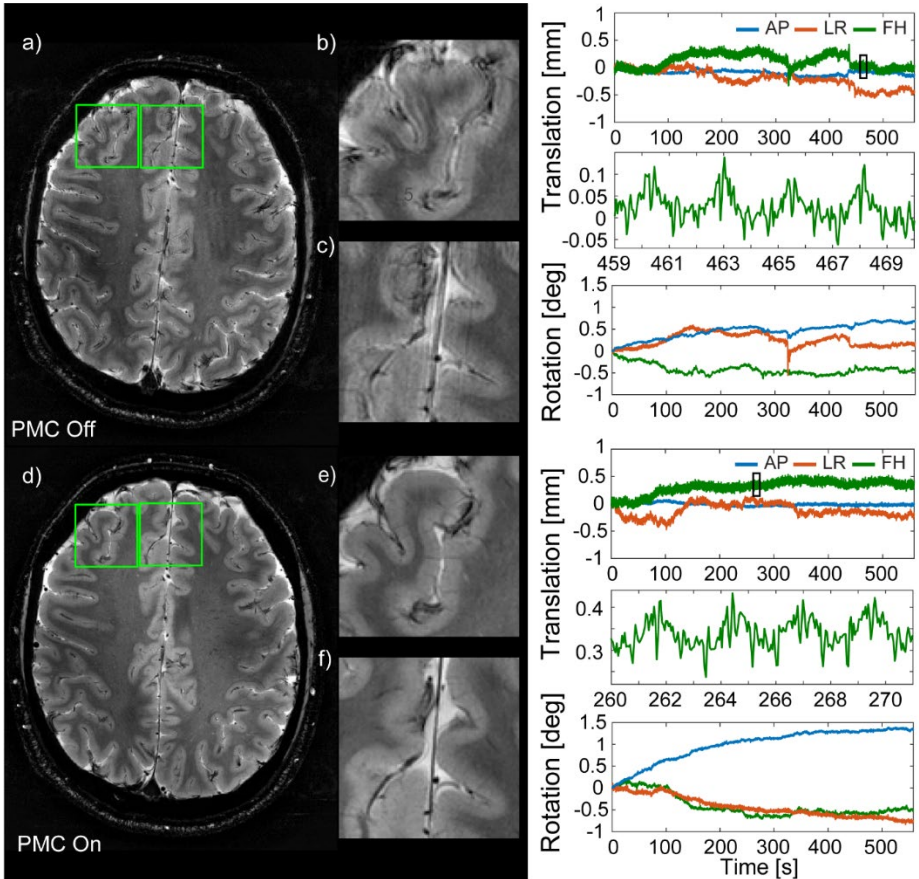 a)
b)
c)
PMC Off
d)
e)
f)
PMC On
AP LR FH
Translation [mm]
1
0.5
0
-0.5
-1
0 100 200 300 400 500
0.1
0.05
0
-0.05
459 461 463 465 467 469
Rotation [deg]
1.5
1
0.5
0
-0.5
-1
0 100 200 300 400 500
AP LR FH
Translation [mm]
1
0.5
0
-0.5
-1
0 100 200 300 400 500
0.4
0.3
260 262 264 266 268 270
Rotation [deg]
1.5
1
0.5
0
-0.5
-1
0 100 200 300 400 500
Time [s]